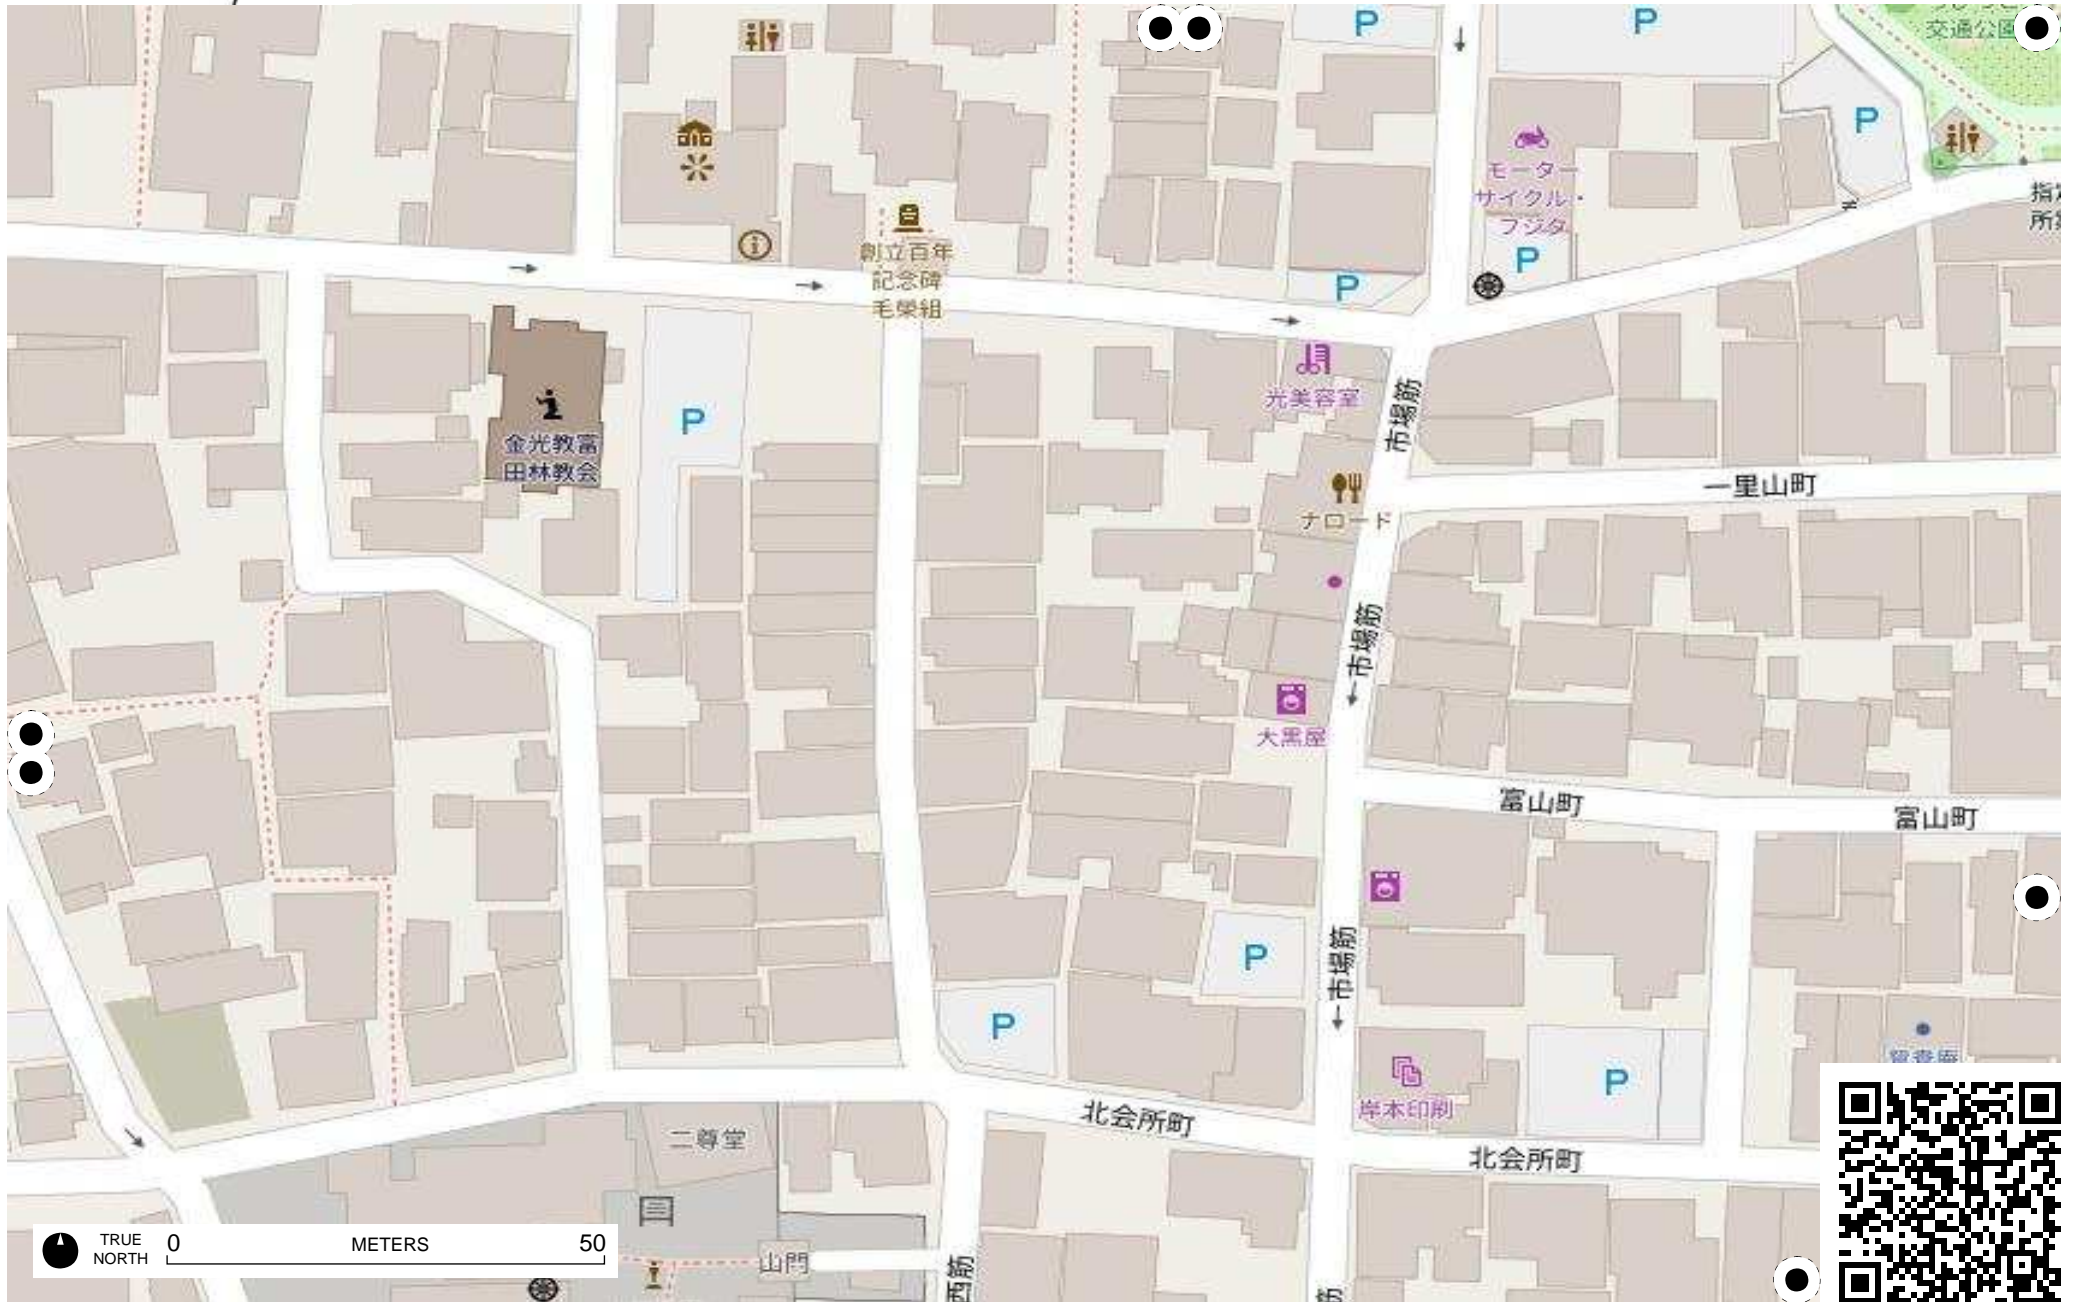 P
P
交通公園
P
モーター
サイクル・
フジタ
P
P
創立百年
記念碑
毛榮組
光美容室
市場筋
P
金光教富
田林教会
ナロード
一里山町
市場筋
大黒屋
富山町
富山町
市場筋
P
P
P
岸本印刷
北会所町
北会所町
二尊堂
山門
西筋
筋
TRUE
NORTH
0 METERS 50